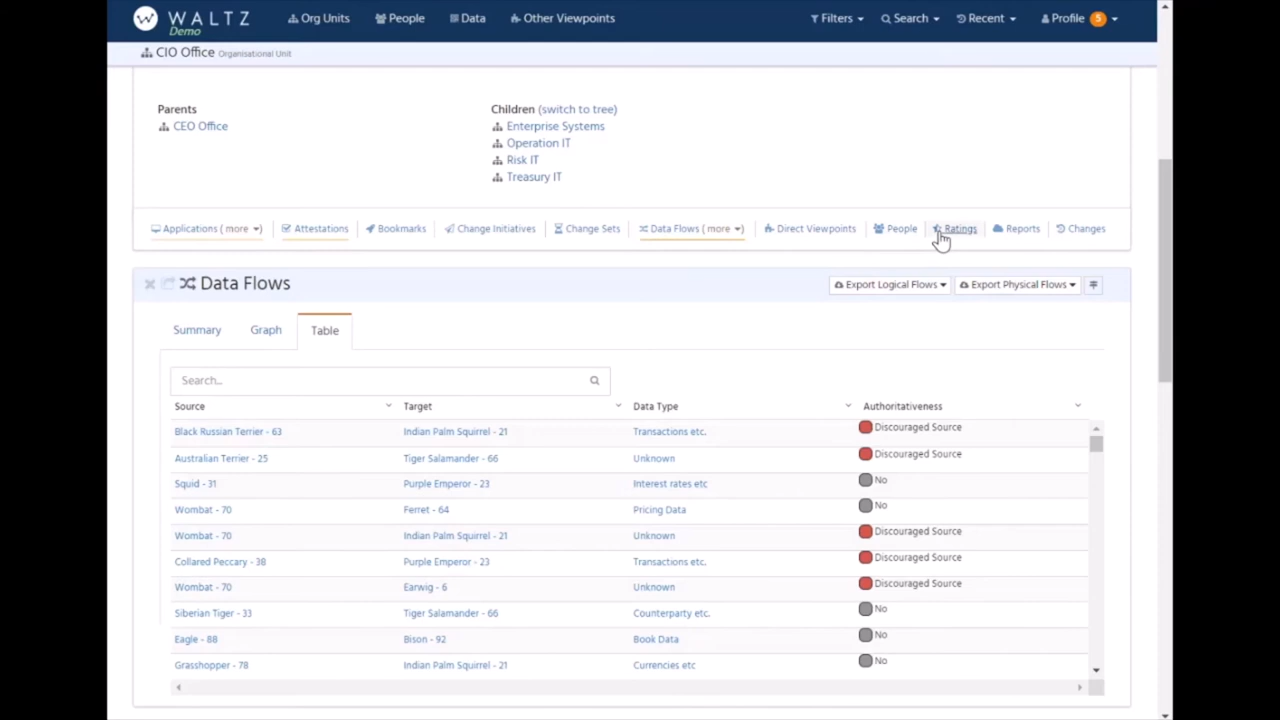 WALTZ
Demo
Org Units People Data Other Viewpoints Filters Search Recent Profile 5
CIO Office Organisational Unit
Parents
CEO Office
Children (switch to tree)
Enterprise Systems
Operation IT
Risk IT
Treasury IT
Applications ( more ) Attestations Bookmarks Change Initiatives Change Sets Data Flows ( more ) Direct Viewpoints People Ratings Reports Changes
Data Flows Export Logical Flows Export Physical Flows
Summary Graph Table
Search...
Source Target Data Type Authoritativeness
Black Russian Terrier - 63 Indian Palm Squirrel - 21 Transactions etc. Discouraged Source
Australian Terrier - 25 Tiger Salamander - 66 Unknown Discouraged Source
Squid - 31 Purple Emperor - 23 Interest rates etc No
Wombat - 70 Ferret - 64 Pricing Data No
Wombat - 70 Indian Palm Squirrel - 21 Unknown Discouraged Source
Collared Peccary - 38 Purple Emperor - 23 Transactions etc. Discouraged Source
Wombat - 70 Earwig - 6 Unknown Discouraged Source
Siberian Tiger - 33 Tiger Salamander - 66 Counterparty etc. No
Eagle - 88 Bison - 92 Book Data No
Grasshopper - 78 Indian Palm Squirrel - 21 Currencies etc No